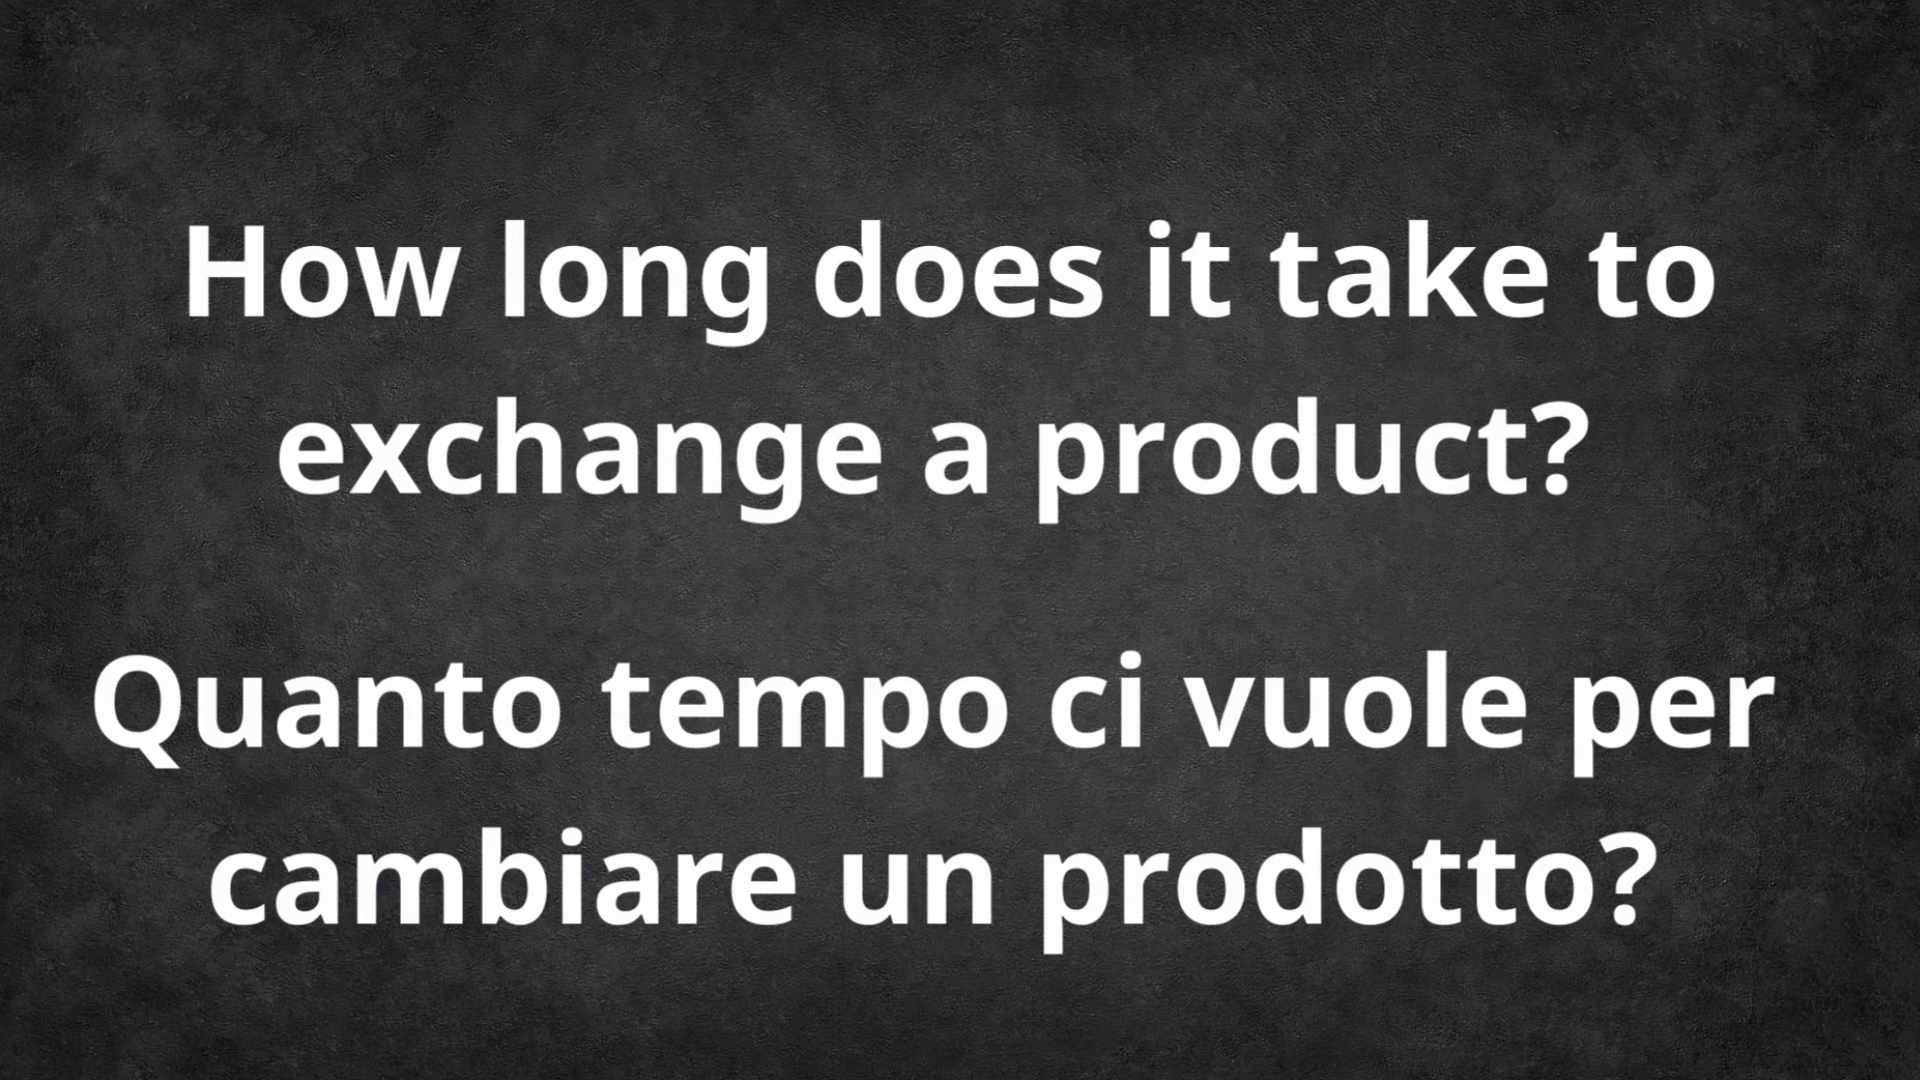 How long does it take to
exchange a product?
Quanto tempo ci vuole per
cambiare un prodotto?